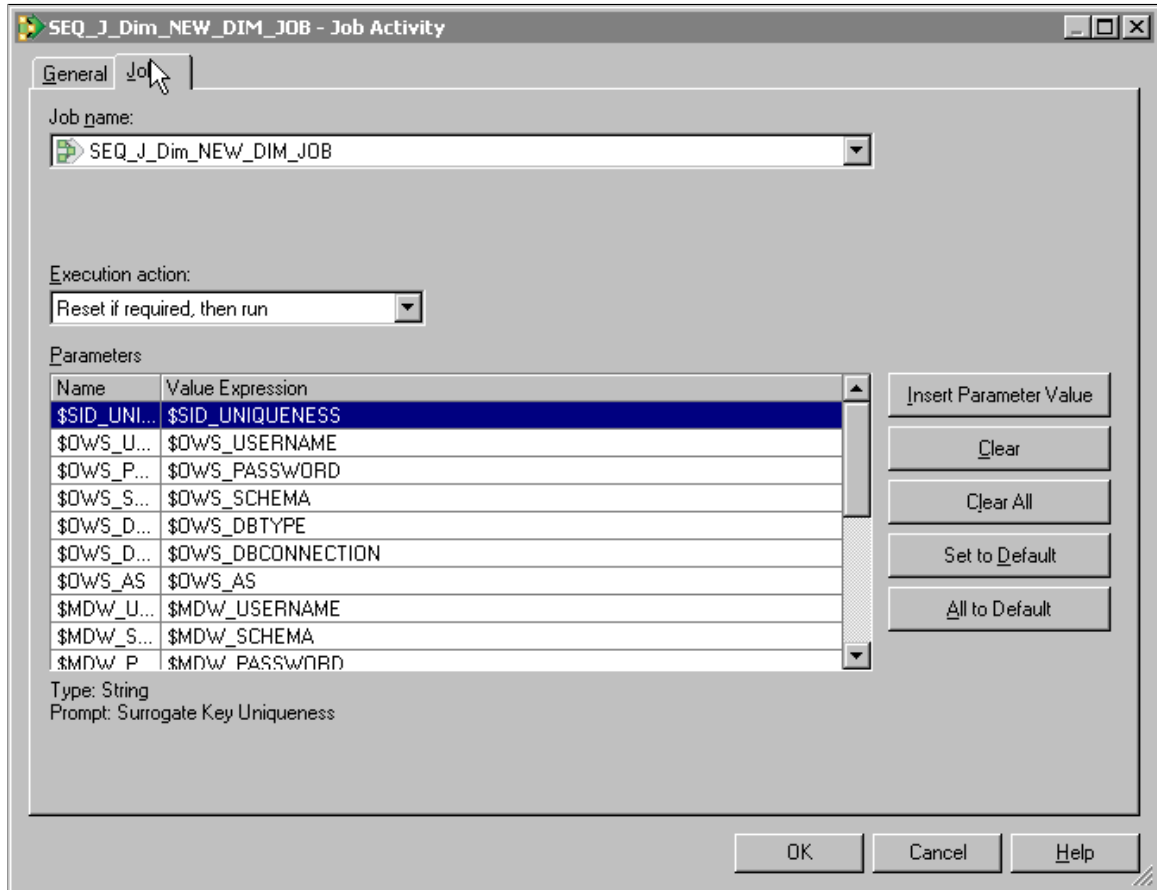 SEQ_J_Dim_NEW_DIM_JOB - Job Activity
General Job
Job name:
SEQ_J_Dim_NEW_DIM_JOB
Execution action:
Reset if required, then run
Parameters
Name Value Expression
$SID_UNI... $SID_UNIQUENESS
$OWS_U... $OWS_USERNAME
$OWS_P... $OWS_PASSWORD
$OWS_S... $OWS_SCHEMA
$OWS_D... $OWS_DBTYPE
$OWS_D... $OWS_DBCONNECTION
$OWS_AS $OWS_AS
$MDW_U... $MDW_USERNAME
$MDW_S... $MDW_SCHEMA
$MDW_P... $MDW_PASSWORD
Insert Parameter Value
Clear
Clear All
Set to Default
All to Default
Type: String
Prompt: Surrogate Key Uniqueness
OK Cancel Help